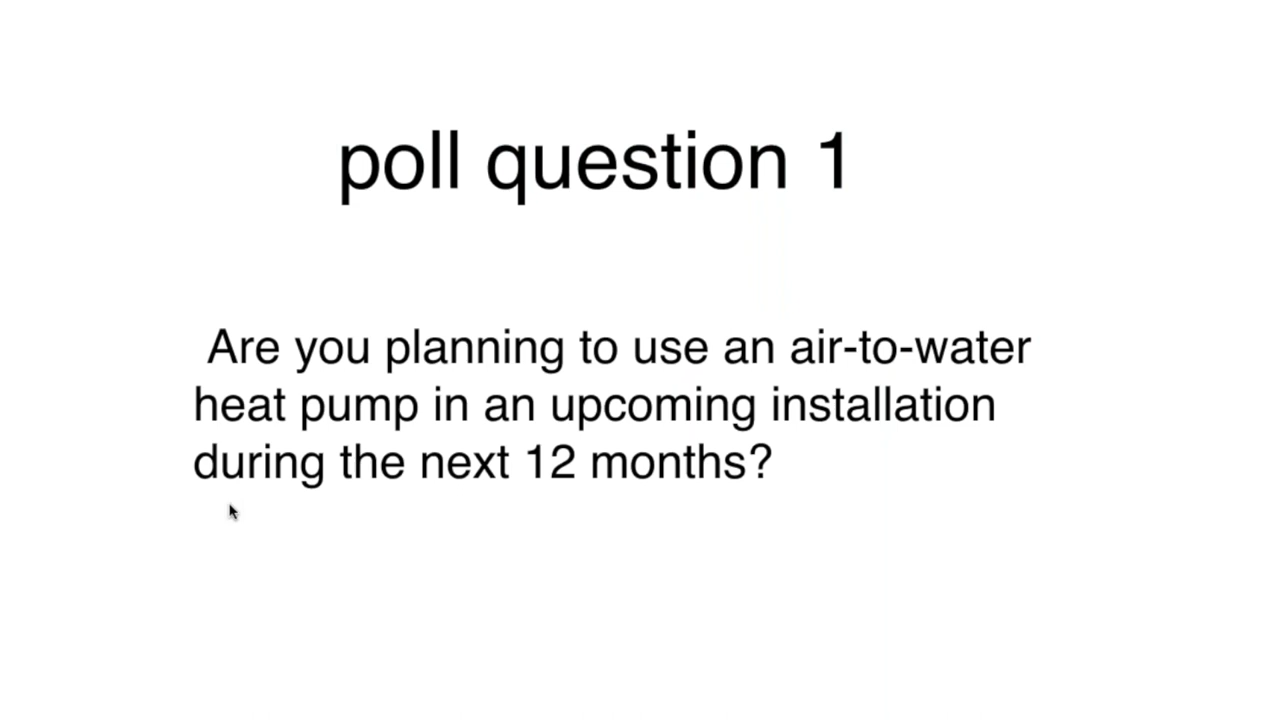 poll question 1
Are you planning to use an air-to-water
heat pump in an upcoming installation
during the next 12 months?